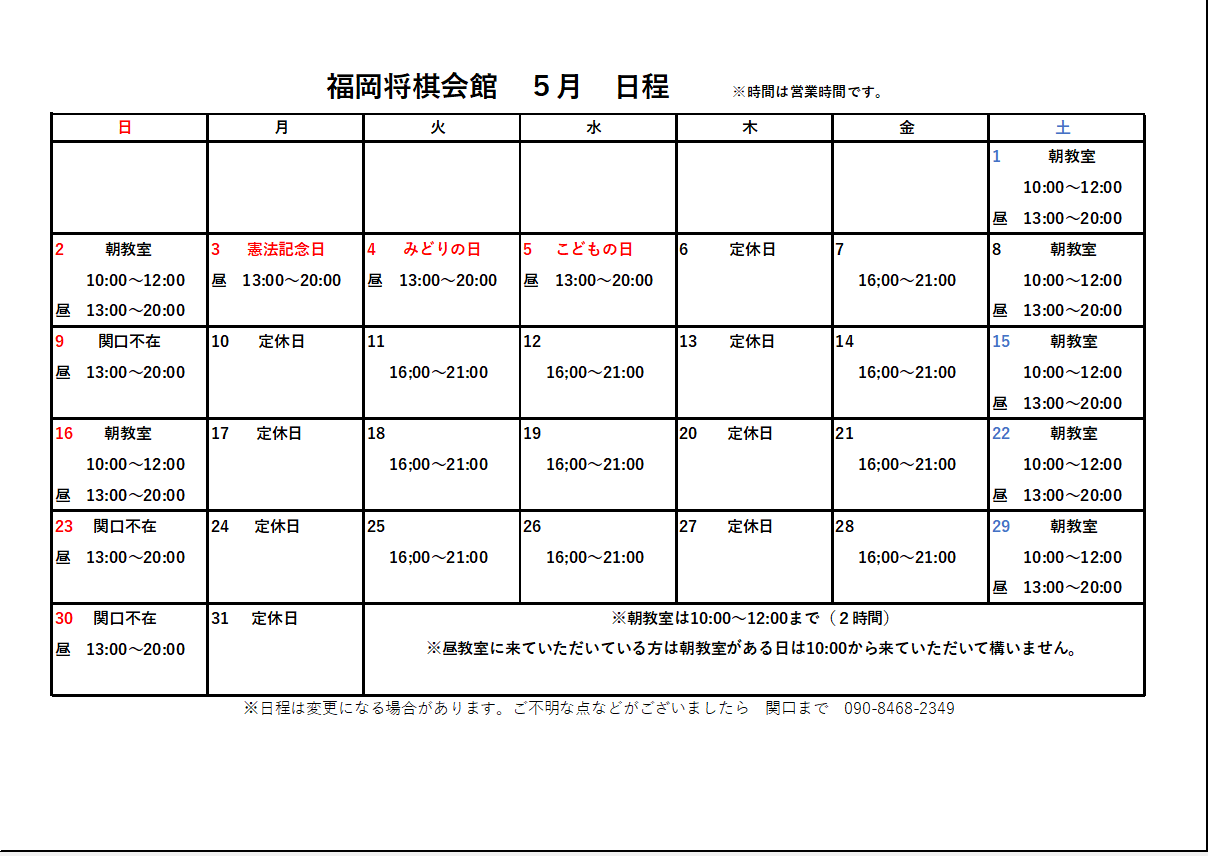 福岡将棋会館　５月　日程　※時間は営業時間です。
日 月 火 水 木 金 土
1 朝教室
10:00～12:00
昼 13:00～20:00
2 朝教室 3 憲法記念日 4 みどりの日 5 こどもの日 6 定休日 7 8 朝教室
10:00～12:00 昼 13:00～20:00 昼 13:00～20:00 昼 13:00～20:00 16;00～21:00 10:00～12:00
昼 13:00～20:00 昼 13:00～20:00
9 関口不在 10 定休日 11 12 13 定休日 14 15 朝教室
昼 13:00～20:00 16;00～21:00 16;00～21:00 16;00～21:00 10:00～12:00
昼 13:00～20:00
16 朝教室 17 定休日 18 19 20 定休日 21 22 朝教室
10:00～12:00 16;00～21:00 16;00～21:00 16;00～21:00 10:00～12:00
昼 13:00～20:00 昼 13:00～20:00
23 関口不在 24 定休日 25 26 27 定休日 28 29 朝教室
昼 13:00～20:00 16;00～21:00 16;00～21:00 16;00～21:00 10:00～12:00
昼 13:00～20:00
30 関口不在 31 定休日 ※朝教室は10:00～12:00まで（２時間）
昼 13:00～20:00 ※昼教室に来ていただいている方は朝教室がある日は10:00から来ていただいて構いません。
※日程は変更になる場合があります。ご不明な点などがございましたら　関口まで　090-8468-2349